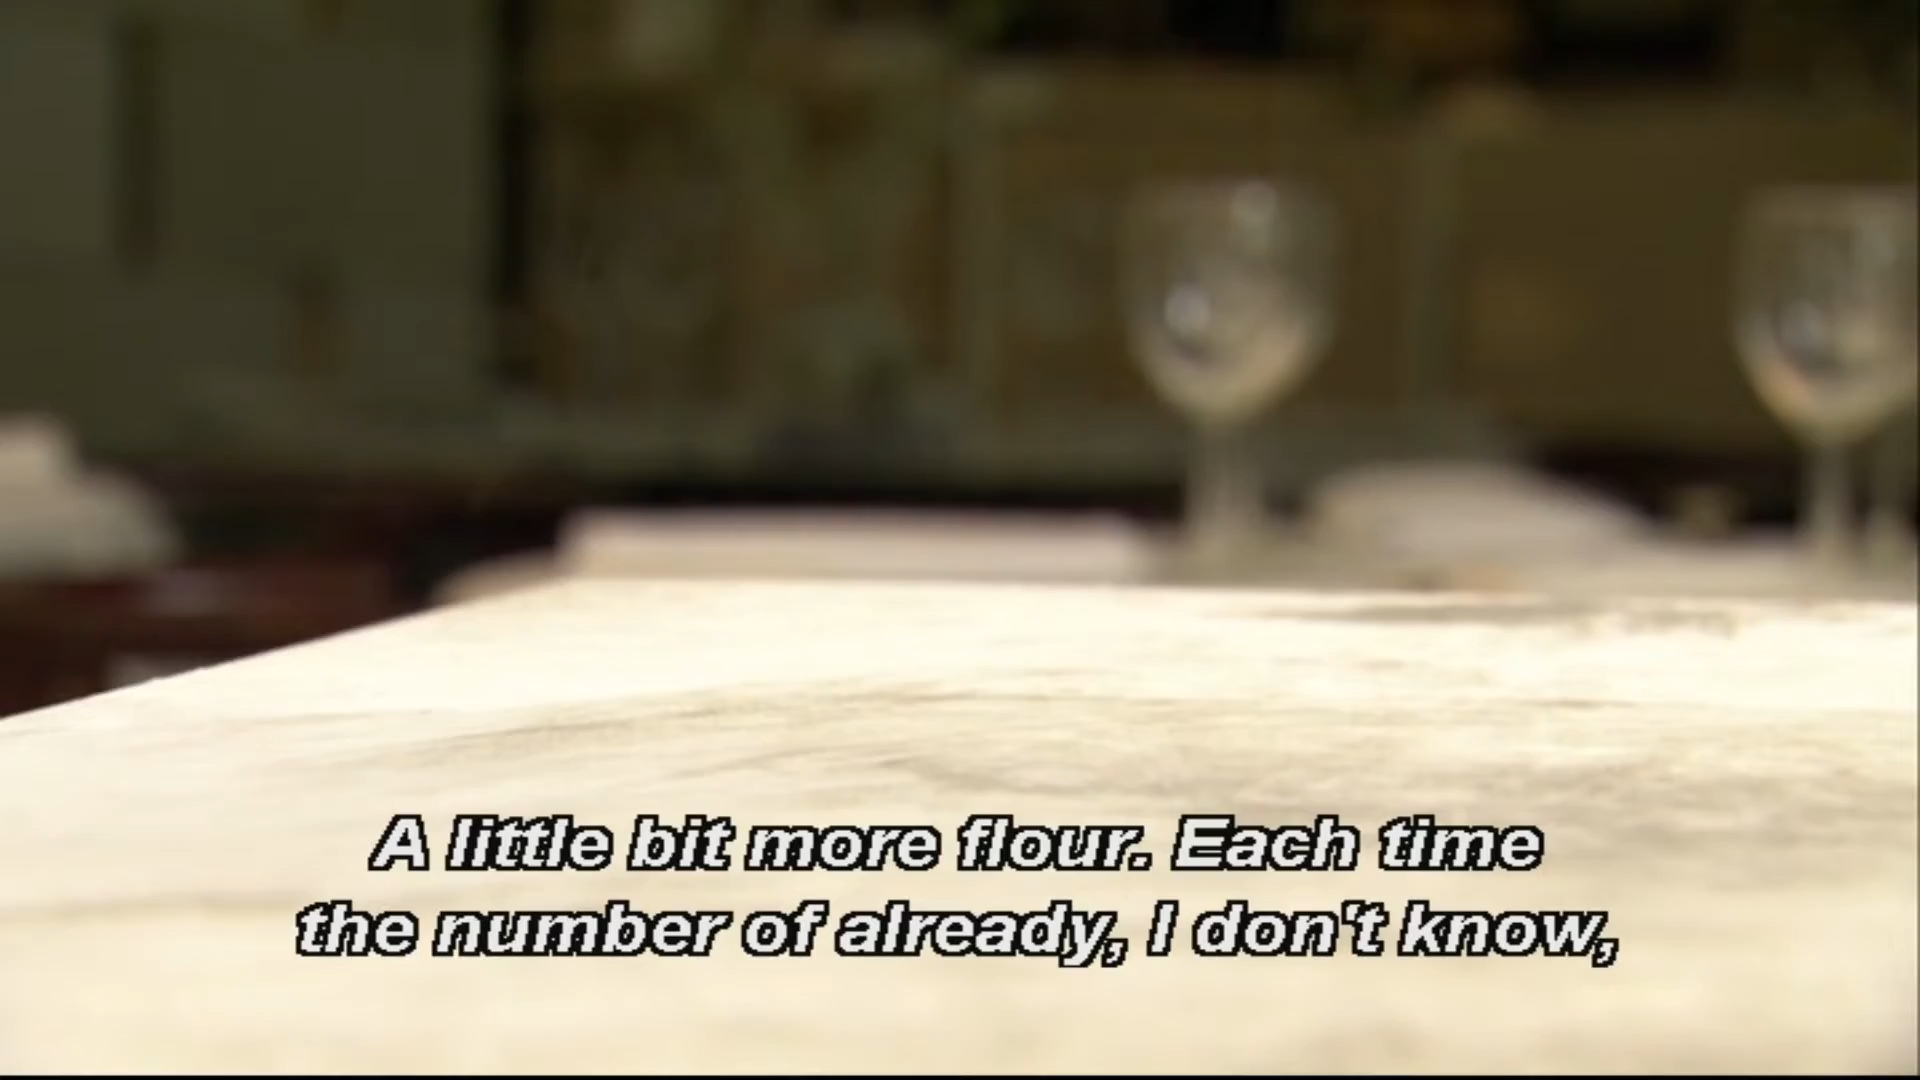 A little bit more flour. Each time
the number of already, I don't know,